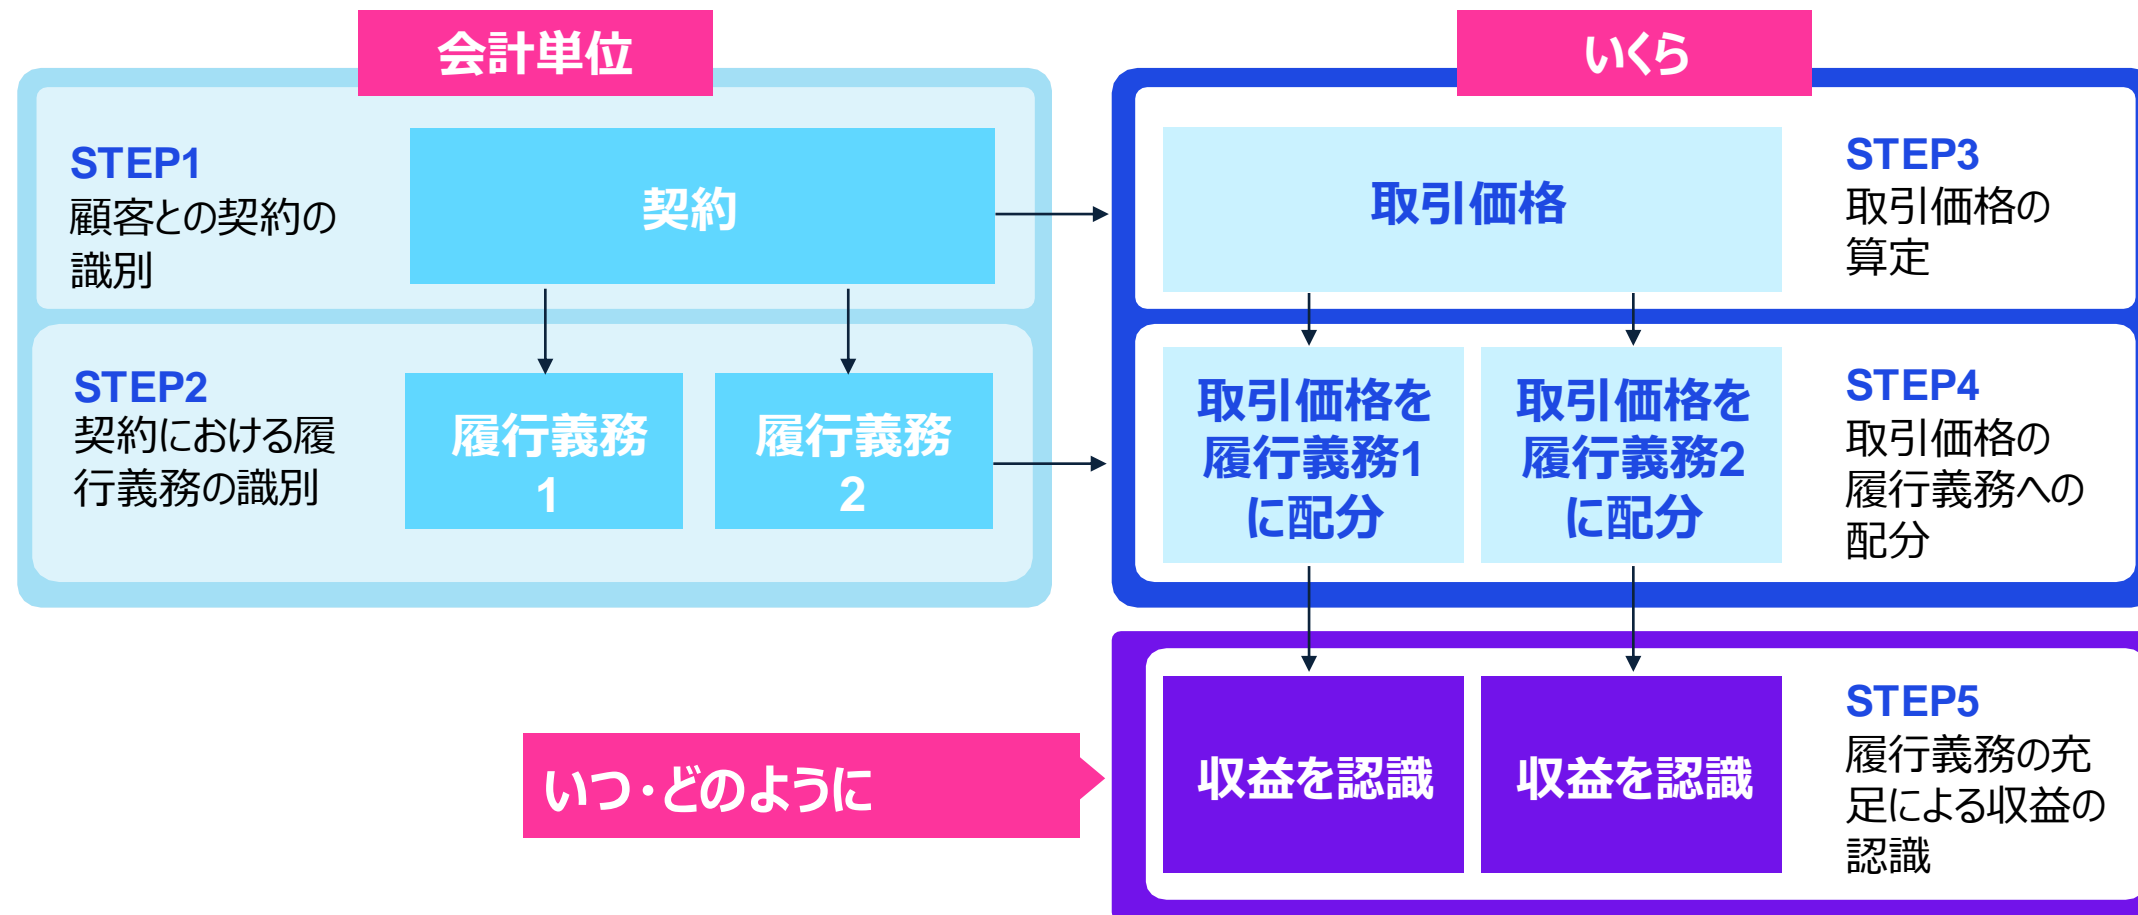 会計単位
STEP1
顧客との契約の
識別
契約
STEP2
契約における履
行義務の識別
履行義務
1
履行義務
2
いくら
取引価格
STEP3
取引価格の
算定
取引価格を
履行義務1
に配分
取引価格を
履行義務2
に配分
STEP4
取引価格の
履行義務への
配分
いつ・どのように
収益を認識
収益を認識
STEP5
履行義務の充
足による収益の
認識